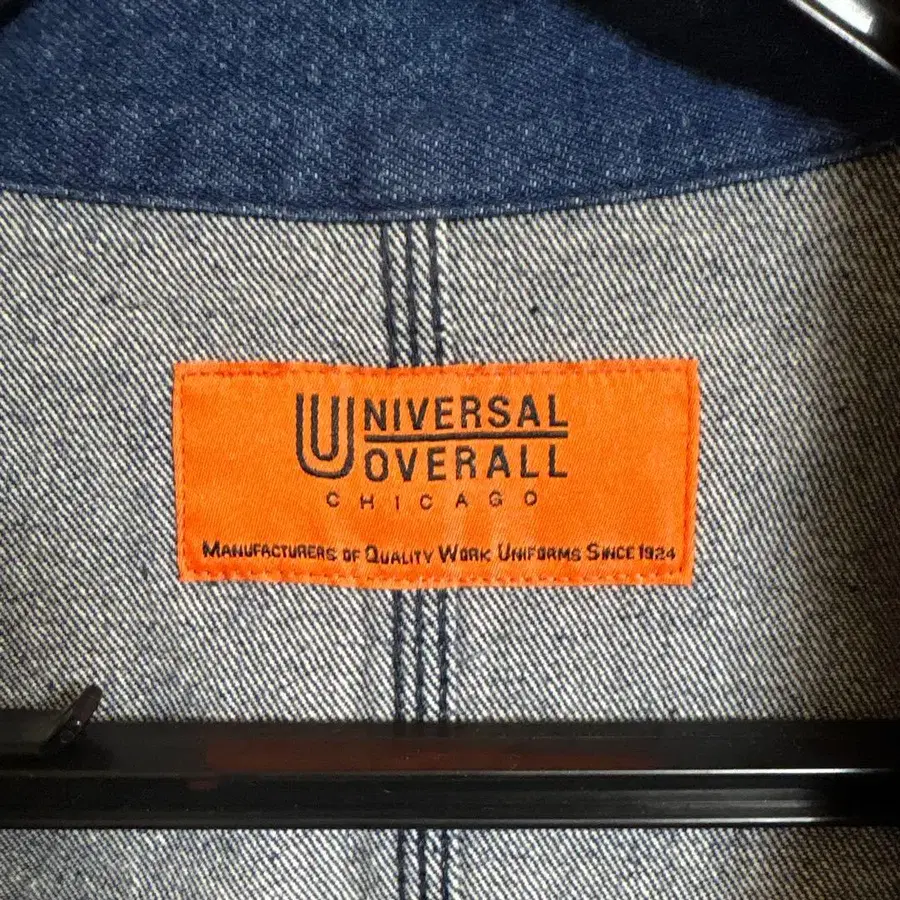 UNIVERSAL
OVERALL
CHICAGO
MANUFACTURERS OF QUALITY WORK UNIFORMS SINCE 1924